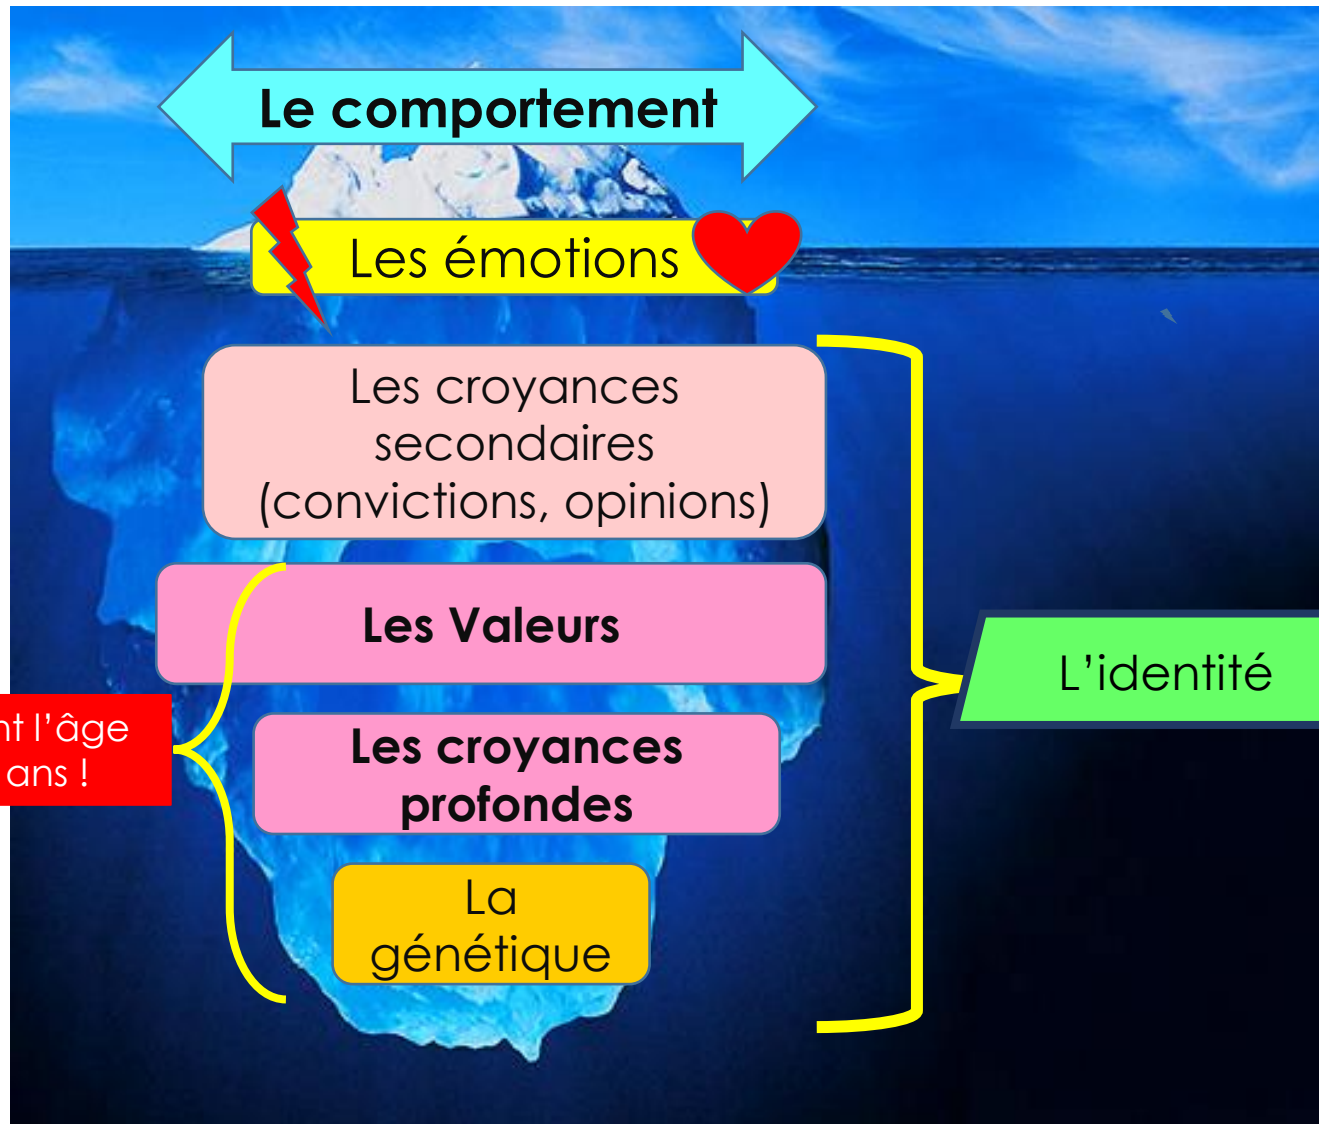 Le comportement
Les émotions
Les croyances
secondaires
(convictions, opinions)
Les Valeurs
L'identité
l’âge
ans !
Les croyances
profondes
La
génétique